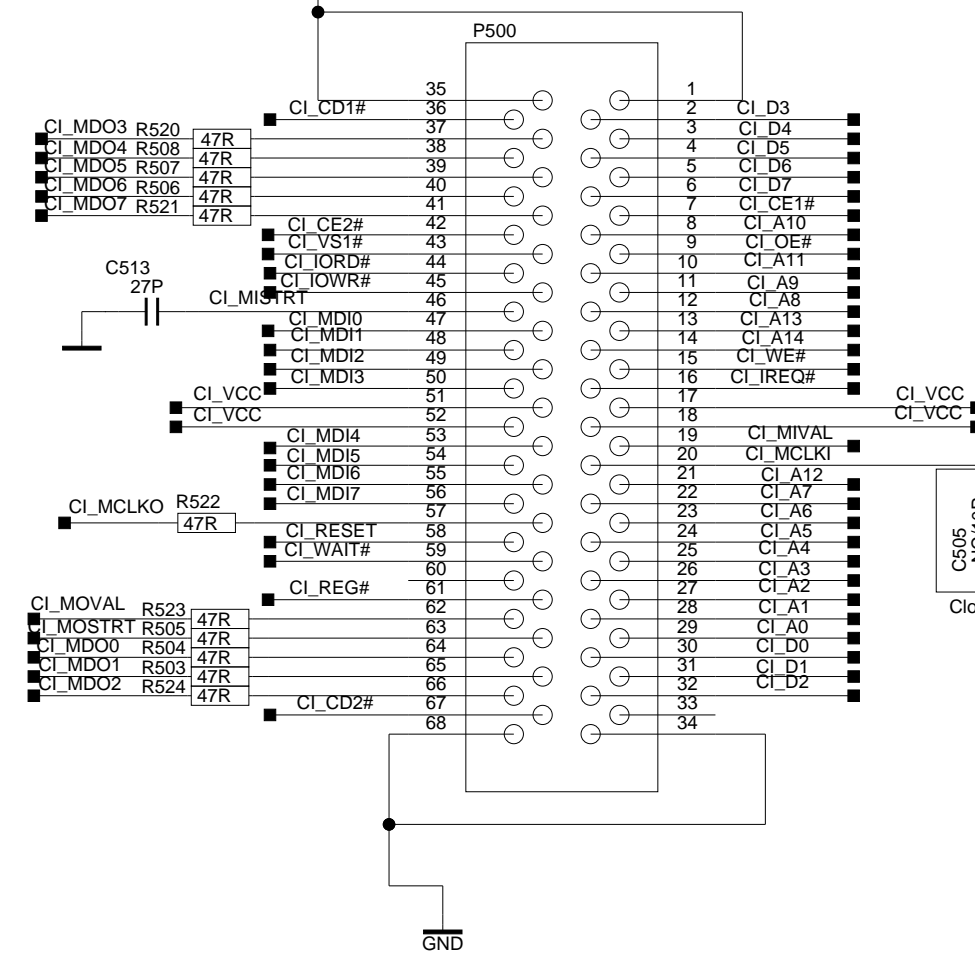 P500
35 1
CI_CD1# 36 2 CI_D3
CI_MDO3 R520 47R 37 3 CI_D4
CI_MDO4 R508 47R 38 4 CI_D5
CI_MDO5 R507 47R 39 5 CI_D6
CI_MDO6 R506 47R 40 6 CI_D7
CI_MDO7 R521 47R 41 7 CI_CE1#
CI_CE2# 42 8 CI_A10
CI_VS1# 43 9 CI_OE#
CI_IORD# 44 10 CI_A11
CI_IOWR# 45 11 CI_A9
C513 27P CI_MISTRT 46 12 CI_A8
CI_MDI0 47 13 CI_A13
CI_MDI1 48 14 CI_A14
CI_MDI2 49 15 CI_WE#
CI_MDI3 50 16 CI_IREQ#
CI_VCC 51 17 CI_VCC
CI_VCC 52 18 CI_VCC
CI_MDI4 53 19 CI_MIVAL
CI_MDI5 54 20 CI_MCLKI
CI_MDI6 55 21 CI_A12
CI_MDI7 56 22 CI_A7
CI_MCLKO R522 47R 57 23 CI_A6
CI_RESET 58 24 CI_A5
CI_WAIT# 59 25 CI_A4
60 26 CI_A3
CI_REG# 61 27 CI_A2
CI_MOVAL R523 47R 62 28 CI_A1
CI_MOSTRT R505 47R 63 29 CI_A0
CI_MDO0 R504 47R 64 30 CI_D0
CI_MDO1 R503 47R 65 31 CI_D1
CI_MDO2 R524 47R 66 32 CI_D2
CI_CD2# 67 33
68 34
C505
Clo
GND